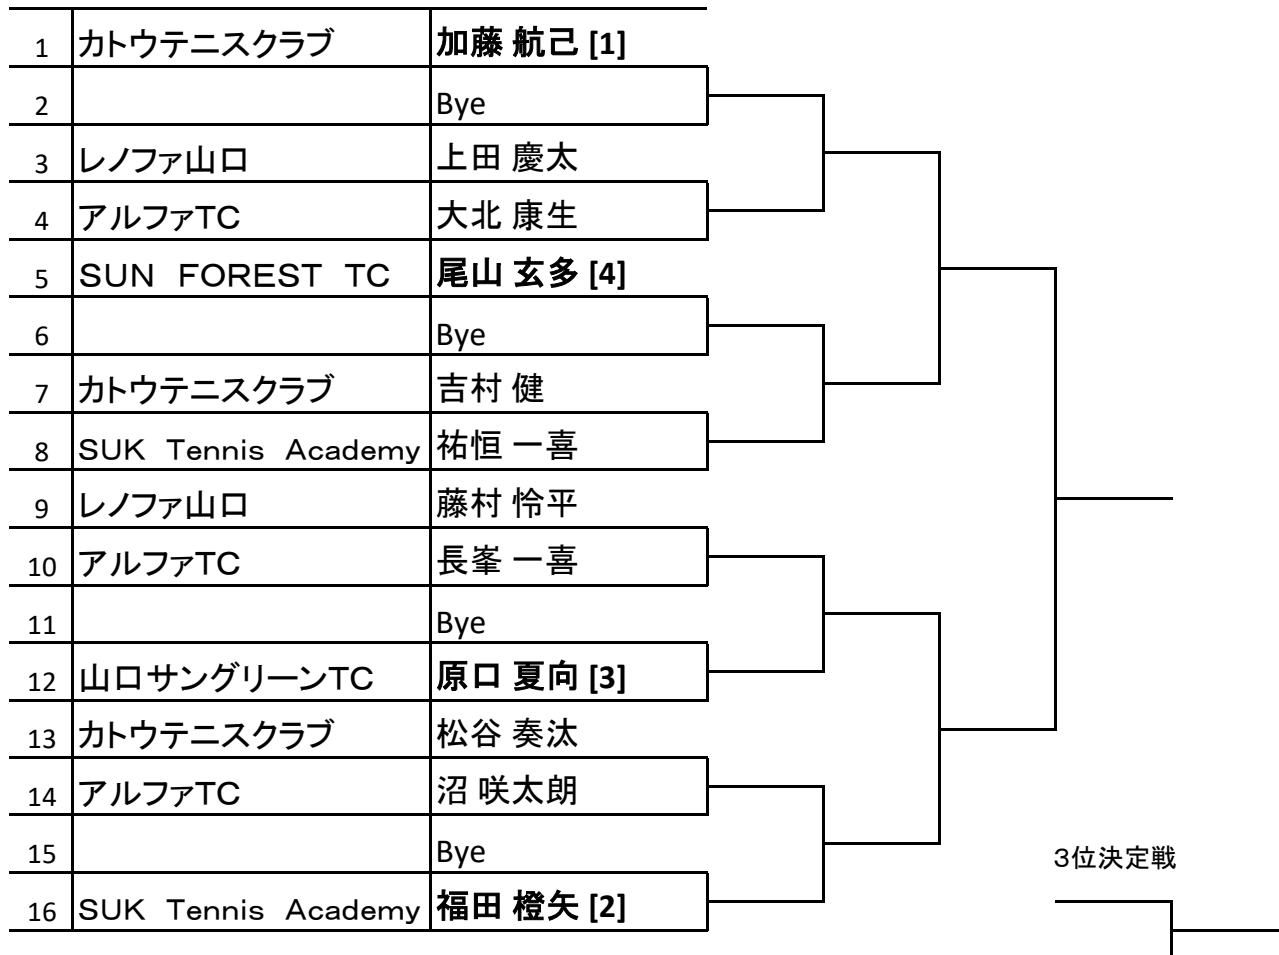 1 カトウテニスクラブ 加藤 航己 [1]
2 Bye
3 レノファ山口 上田 慶太
4 アルファTC 大北 康生
5 SUN FOREST TC 尾山 玄多 [4]
6 Bye
7 カトウテニスクラブ 吉村 健
8 SUK Tennis Academy 祐恒 一喜
9 レノファ山口 藤村 怜平
10 アルファTC 長峯 一喜
11 Bye
12 山口サングリーンTC 原口 夏向 [3]
13 カトウテニスクラブ 松谷 奏汰
14 アルファTC 沼 咲太朗
15 Bye
3位決定戦
16 SUK Tennis Academy 福田 橙矢 [2]